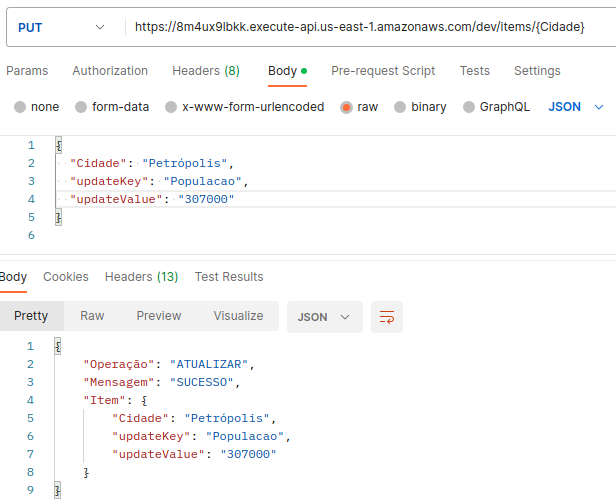 PUT https://8m4ux9lbkk.execute-api.us-east-1.amazonaws.com/dev/items/{Cidade}
Params Authorization Headers (8) Body Pre-request Script Tests Settings
none form-data x-www-form-urlencoded raw binary GraphQL JSON
1 {
2 "Cidade": "Petrópolis",
3 "updateKey": "Populacao",
4 "updateValue": "307000"
5 }
6
Body Cookies Headers (13) Test Results
Pretty Raw Preview Visualize JSON
1 {
2 "Operação": "ATUALIZAR",
3 "Mensagem": "SUCESSO",
4 "Item": {
5 "Cidade": "Petrópolis",
6 "updateKey": "Populacao",
7 "updateValue": "307000"
8 }
9 }